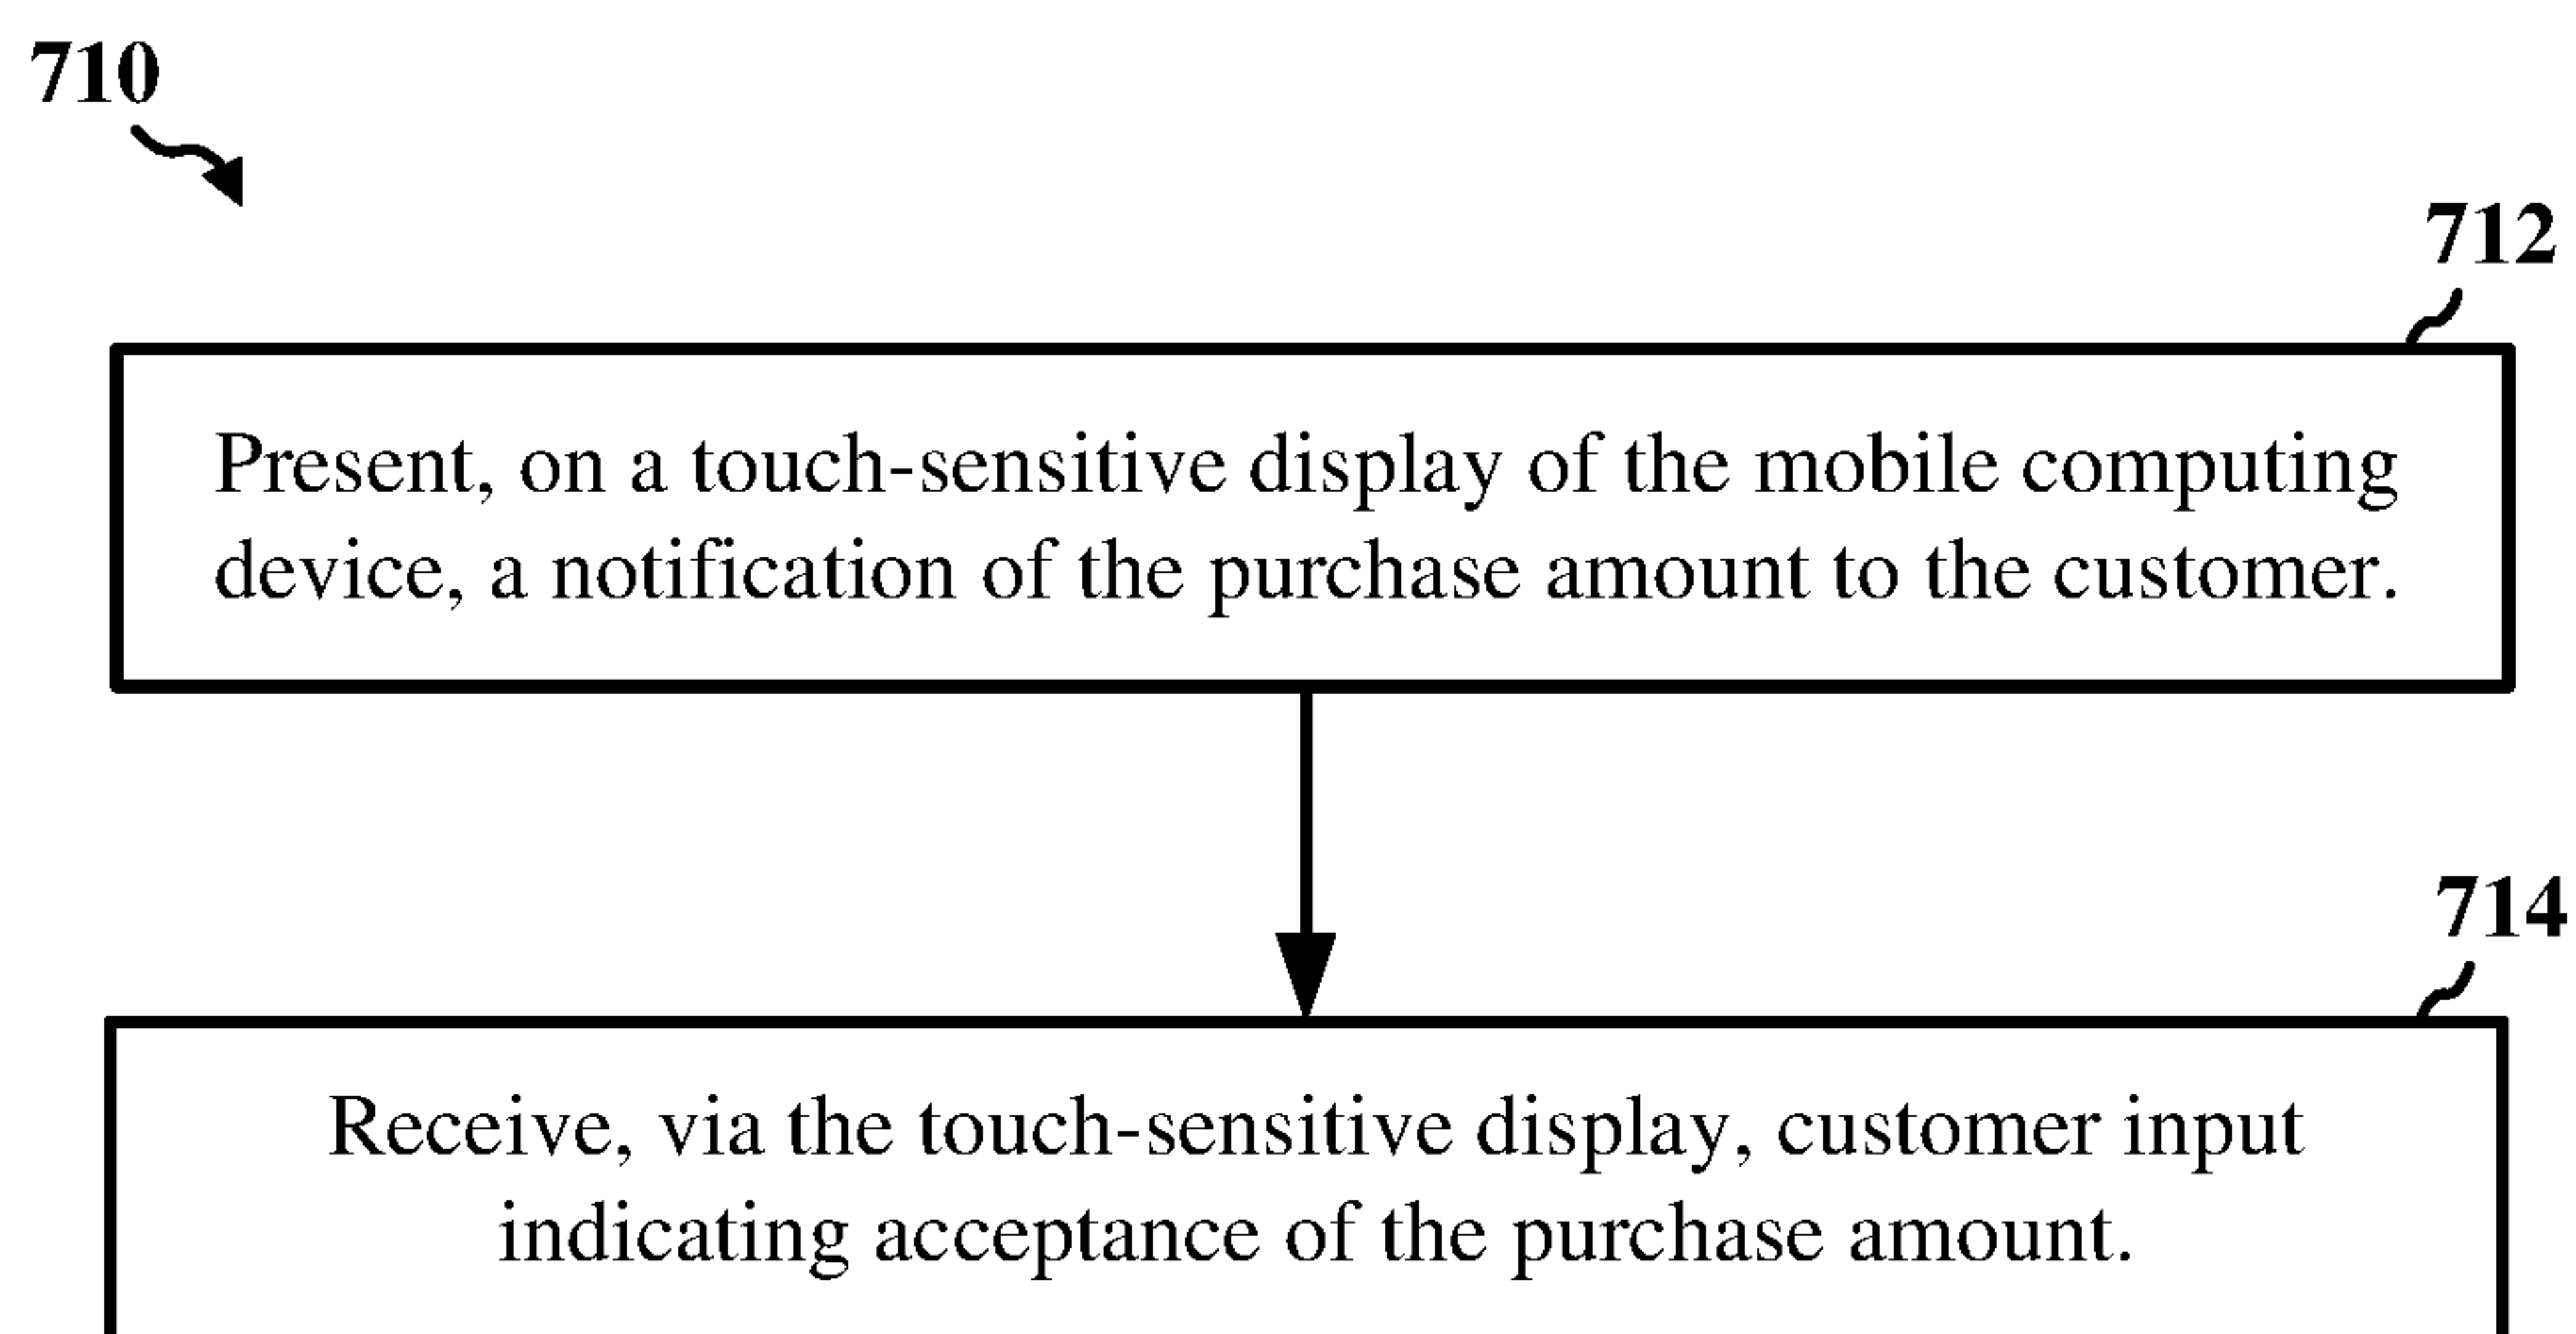 710
712
Present, on a touch-sensitive display of the mobile computing
device, a notification of the purchase amount to the customer.
714
Receive, via the touch-sensitive display, customer input
indicating acceptance of the purchase amount.